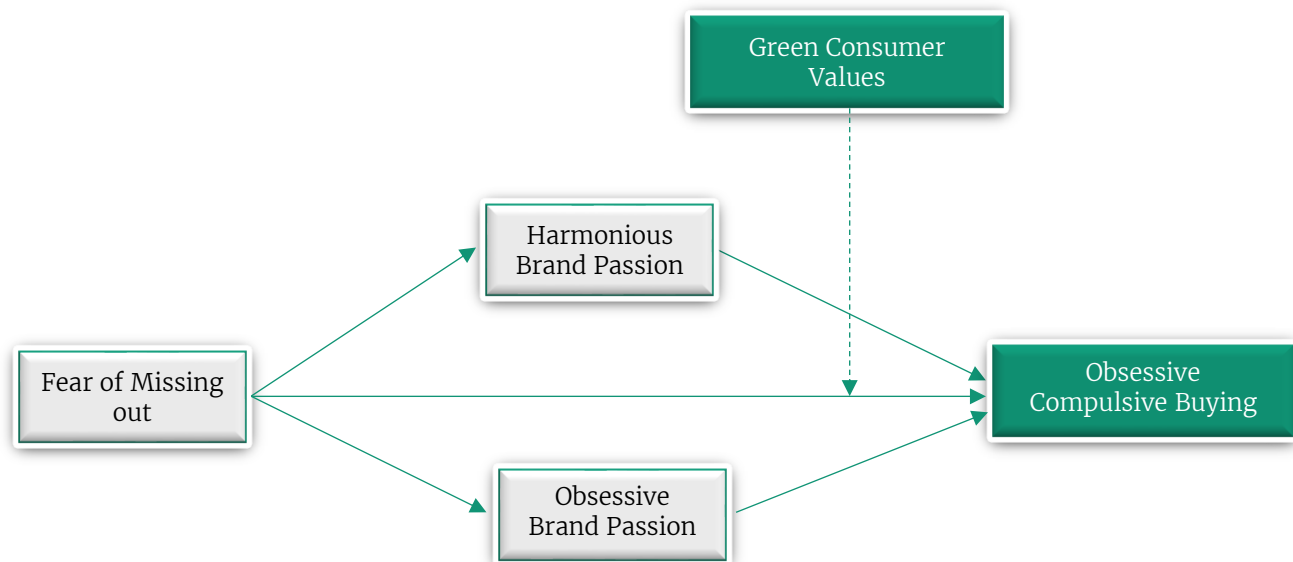 Green Consumer
Values
Harmonious
Brand Passion
Fear of Missing
out
Obsessive
Compulsive Buying
Obsessive
Brand Passion